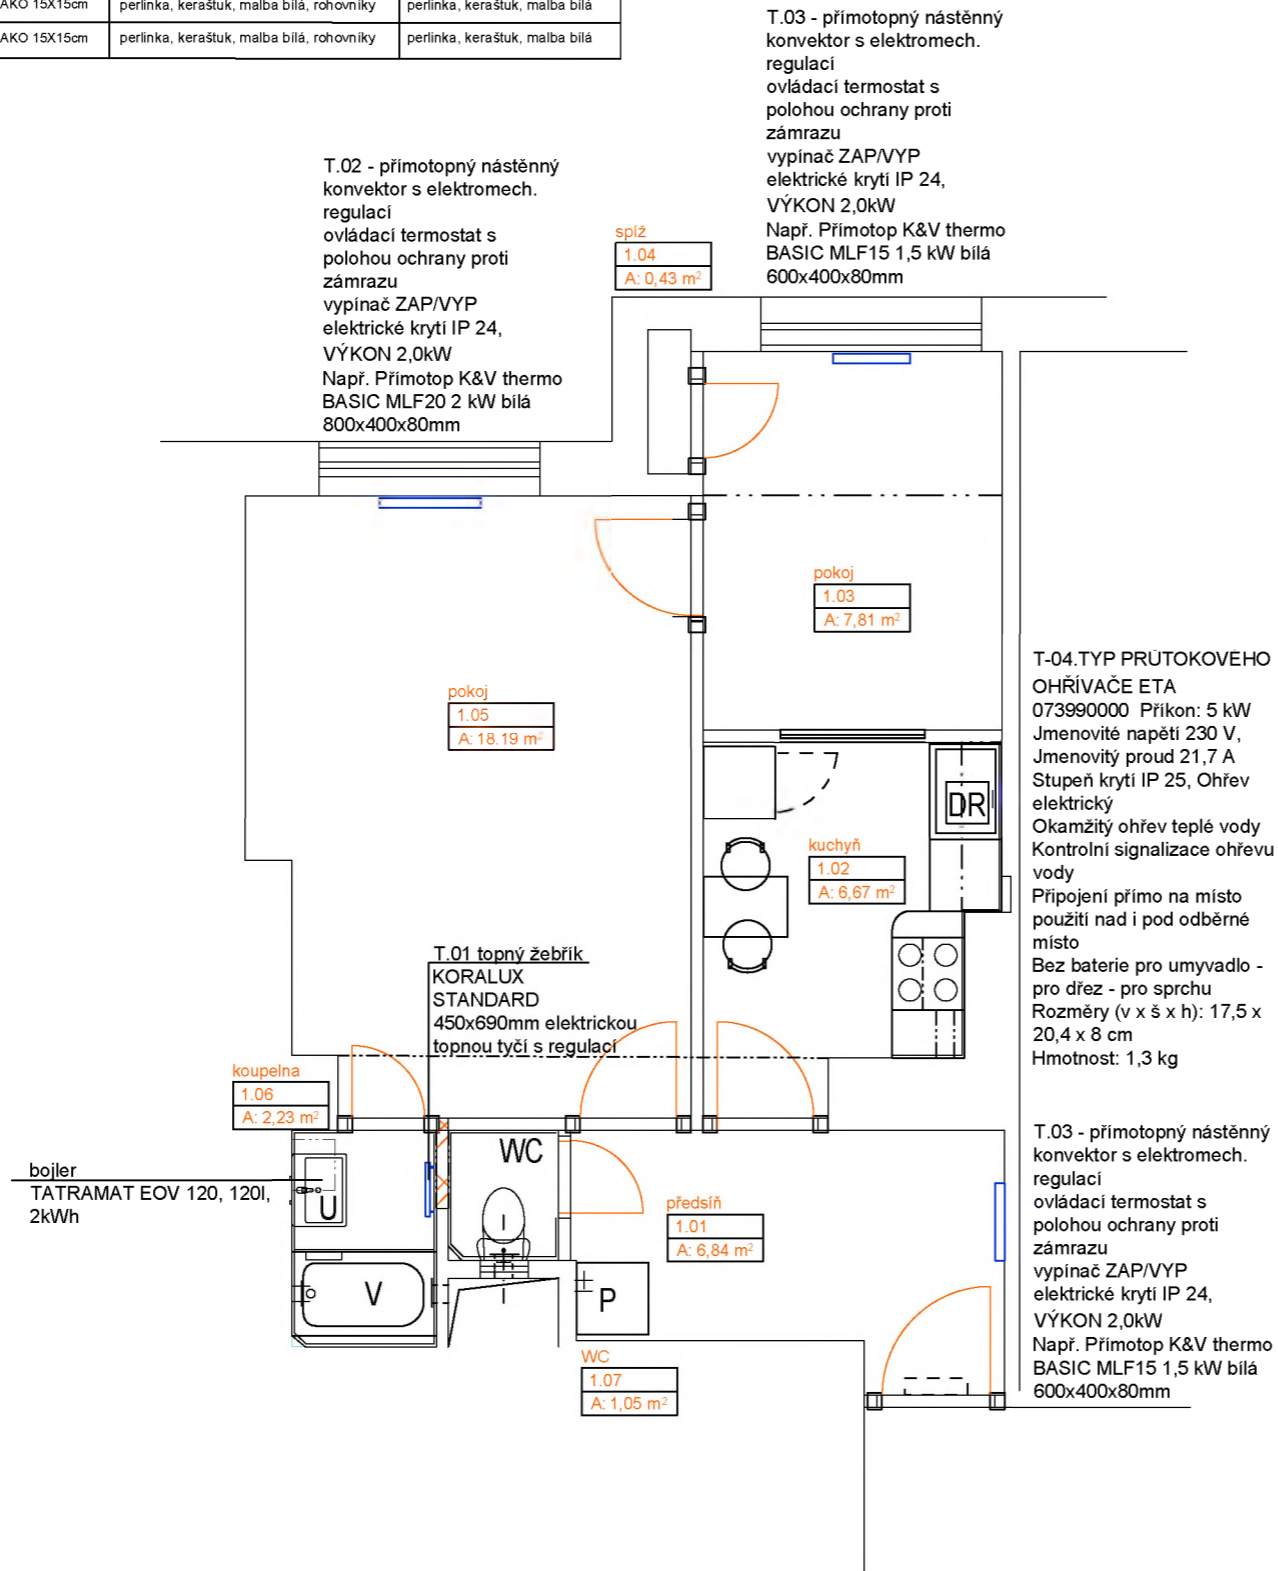 AKO 15X15cm perlinka, keraštuk, malba bílá, rohovníky perlinka, keraštuk, malba bílá
AKO 15X15cm perlinka, keraštuk, malba bílá, rohovníky perlinka, keraštuk, malba bílá
T.03 - přímotopný nástěnný
konvektor s elektromech.
regulací
ovládací termostat s
polohou ochrany proti
zámrazu
vypínač ZAP/VYP
elektrické krytí IP 24,
VÝKON 2,0kW
Např. Přímotop K&V thermo
BASIC MLF15 1,5 kW bílá
600x400x80mm
T.02 - přímotopný nástěnný
konvektor s elektromech.
regulací
ovládací termostat s
polohou ochrany proti
zámrazu
vypínač ZAP/VYP
elektrické krytí IP 24,
VÝKON 2,0kW
Např. Přímotop K&V thermo
BASIC MLF20 2 kW bílá
800x400x80mm
spíž
1.04
A: 0,43 m²
pokoj
1.03
A: 7,81 m²
pokoj
1.05
A: 18.19 m²
T-04.TYP PRŮTOKOVÉHO
OHŘÍVAČE ETA
073990000 Příkon: 5 kW
Jmenovité napětí 230 V,
Jmenovitý proud 21,7 A
Stupeň krytí IP 25, Ohřev
elektrický
Okamžitý ohřev teplé vody
Kontrolní signalizace ohřevu
vody
Připojení přímo na místo
použití nad i pod odběrné
místo
Bez baterie pro umyvadlo -
pro dřez - pro sprchu
Rozměry (v x š x h): 17,5 x
20,4 x 8 cm
Hmotnost: 1,3 kg
DR
kuchyň
1.02
A: 6,67 m²
T.01 topný žebřík
KORALUX
STANDARD
450x690mm elektrickou
topnou tyčí s regulací
koupelna
1.06
A: 2,23 m²
bojler
TATRAMAT EOV 120, 120l,
2kWh
U
V
WC
P
předsíň
1.01
A: 6,84 m²
WC
1.07
A: 1,05 m²
T.03 - přímotopný nástěnný
konvektor s elektromech.
regulací
ovládací termostat s
polohou ochrany proti
zámrazu
vypínač ZAP/VYP
elektrické krytí IP 24,
VÝKON 2,0kW
Např. Přímotop K&V thermo
BASIC MLF15 1,5 kW bílá
600x400x80mm